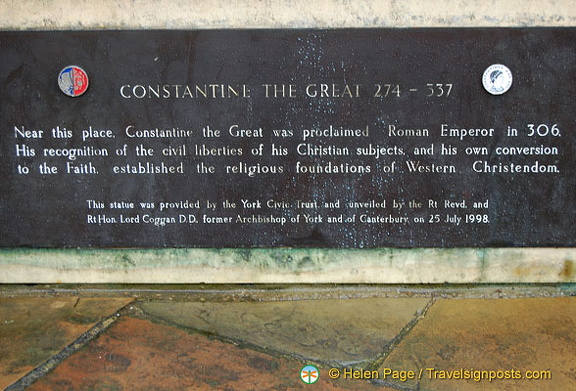 CONSTANTINE THE GREAT 274 - 337
Near this place, Constantine the Great was proclaimed Roman Emperor in 306.
His recognition of the civil liberties of his Christian subjects, and his own conversion
to the Faith, established the religious foundations of Western Christendom.
This statue was provided by the York Civic Trust and unveiled by the Rt Revd. and
Rt Hon. Lord Coggan D.D., former Archbishop of York and of Canterbury, on 25 July 1998.
© Helen Page / Travelsignposts.com